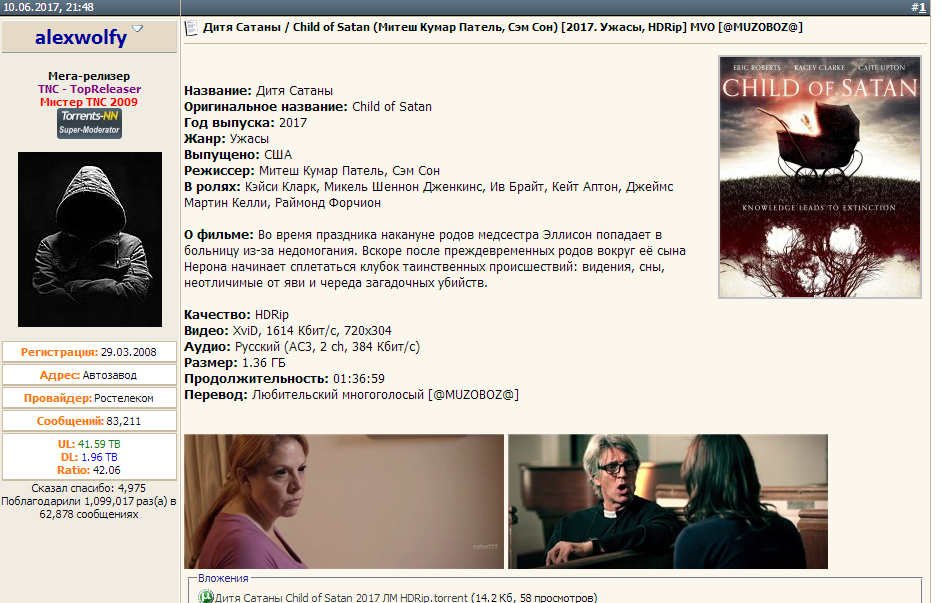 10.06.2017, 21:48
#1
alexwolfy
Мега-релизер
TNC - TopReleaser
Мистер TNC 2009
Torrents-NN
Super-Moderator
Регистрация: 29.03.2008
Адрес: Автозавод
Провайдер: Ростелеком
Сообщений: 83,211
UL: 41.59 TB
DL: 1.96 TB
Ratio: 42.06
Сказал спасибо: 4,975
Поблагодарили 1,099,017 раз(а) в
62,878 сообщениях
Дитя Сатаны / Child of Satan (Митеш Кумар Патель, Сэм Сон) [2017. Ужасы, HDRip] MVO [@MUZOBOZ@]
Название: Дитя Сатаны
Оригинальное название: Child of Satan
Год выпуска: 2017
Жанр: Ужасы
Выпущено: США
Режиссер: Митеш Кумар Патель, Сэм Сон
В ролях: Кэйси Кларк, Микель Шеннон Дженкинс, Ив Брайт, Кейт Аптон, Джеймс
Мартин Келли, Раймонд Форчион
О фильме: Во время праздника накануне родов медсестра Эллисон попадает в
больницу из-за недомогания. Вскоре после преждевременных родов вокруг её сына
Нерона начинает сплетаться клубок таинственных происшествий: видения, сны,
неотличимые от яви и череда загадочных убийств.
Качество: HDRip
Видео: XviD, 1614 Кбит/с, 720x304
Аудио: Русский (AC3, 2 ch, 384 Кбит/с)
Размер: 1.36 ГБ
Продолжительность: 01:36:59
Перевод: Любительский многоголосый [@MUZOBOZ@]
ERIC ROBERTS KACEY CLARKE CAITE UPTON
CHILD OF SATAN
KNOWLEDGE LEADS TO EXTINCTION
Вложения
Дитя Сатаны Child of Satan 2017 ЛМ HDRip.torrent (14.2 Кб, 58 просмотров)